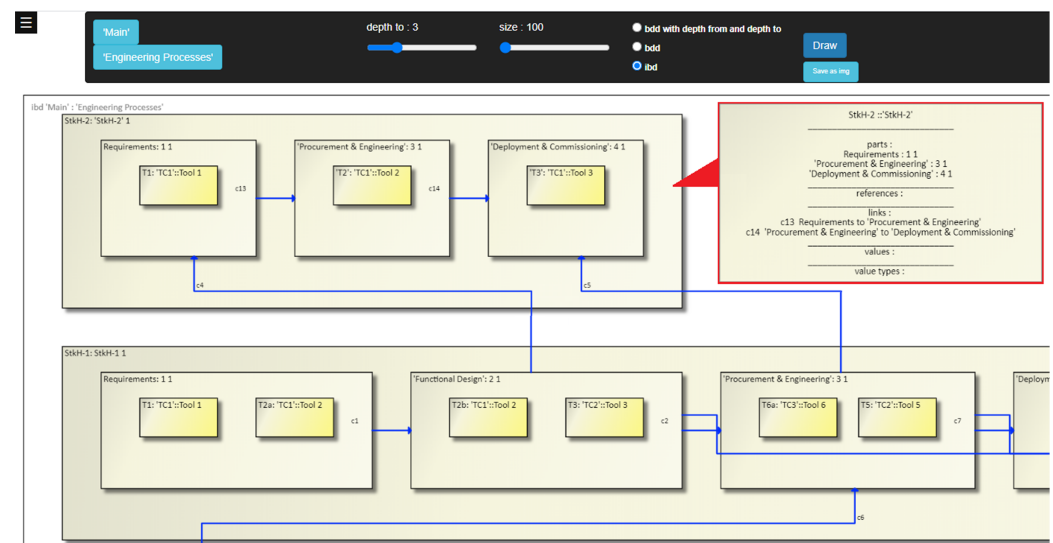 ☰
'Main'
'Engineering Processes'
depth to : 3
size : 100
bdd with depth from and depth to
bdd
ibd
Draw
Save as img
ibd 'Main' : 'Engineering Processes'
StkH-2: 'StkH-2' 1
Requirements: 1 1
T1: 'TC1'::Tool 1
c13
'Procurement & Engineering': 3 1
'T2': 'TC1'::Tool 2
c14
'Deployment & Commissioning': 4 1
'T3': 'TC1'::Tool 3
c4
c5
StkH-2 ::'StkH-2'
parts :
Requirements : 1 1
'Procurement & Engineering' : 3 1
'Deployment & Commissioning' : 4 1
references :
links :
c13 Requirements to 'Procurement & Engineering'
c14 'Procurement & Engineering' to 'Deployment & Commissioning'
values :
value types :
StkH-1: StkH-1 1
Requirements: 1 1
T1: 'TC1'::Tool 1
T2a: 'TC1'::Tool 2
c1
'Functional Design': 2 1
T2b: 'TC1'::Tool 2
T3: 'TC2'::Tool 3
c2
'Procurement & Engineering': 3 1
T6a: 'TC3'::Tool 6
T5: 'TC2'::Tool 5
c7
'Deploym
c6